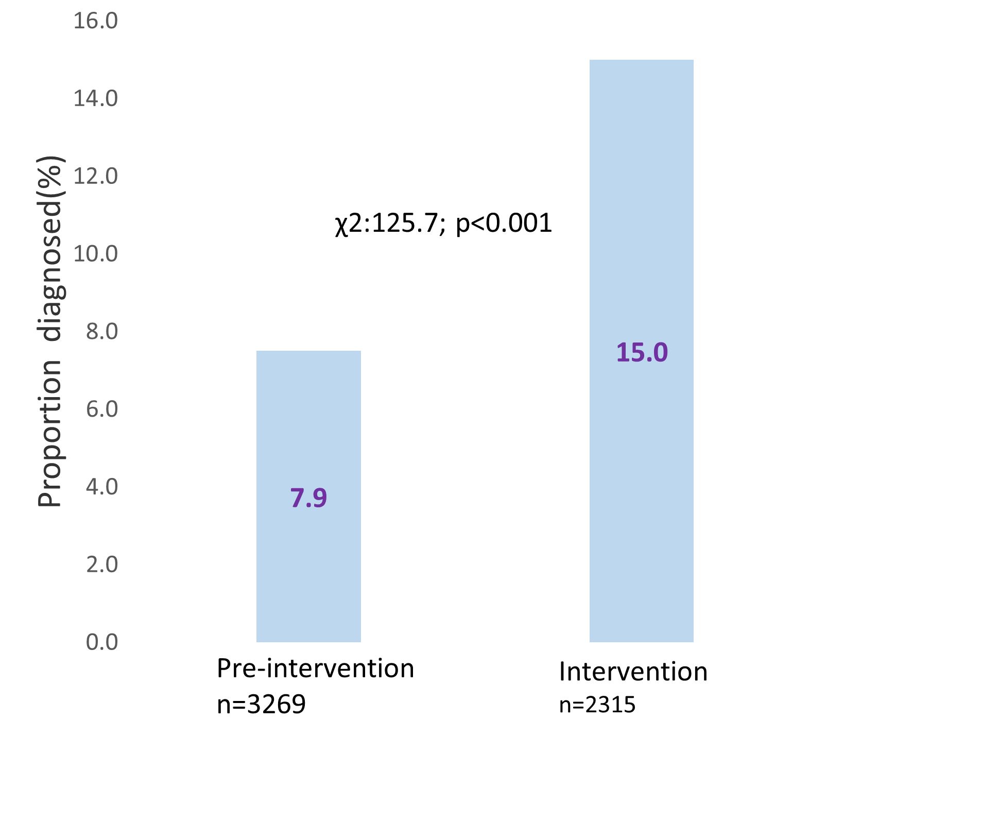 16.0
14.0
12.0
10.0
8.0
6.0
4.0
2.0
0.0
Proportion diagnosed(%)
χ2:125.7; p<0.001
7.9
15.0
Pre-intervention
n=3269
Intervention
n=2315